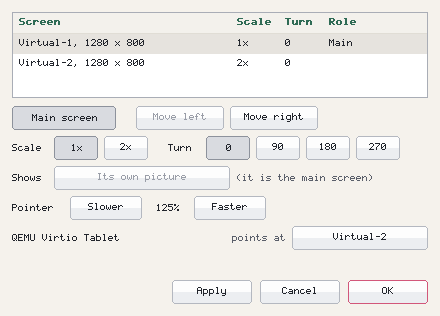 Screen Scale Turn Role
Virtual-1, 1280 x 800 1x 0 Main
Virtual-2, 1280 x 800 2x 0
Main screen Move left Move right
Scale 1x 2x Turn 0 90 180 270
Shows Its own picture (it is the main screen)
Pointer Slower 125% Faster
QEMU Virtio Tablet points at Virtual-2
Apply Cancel OK